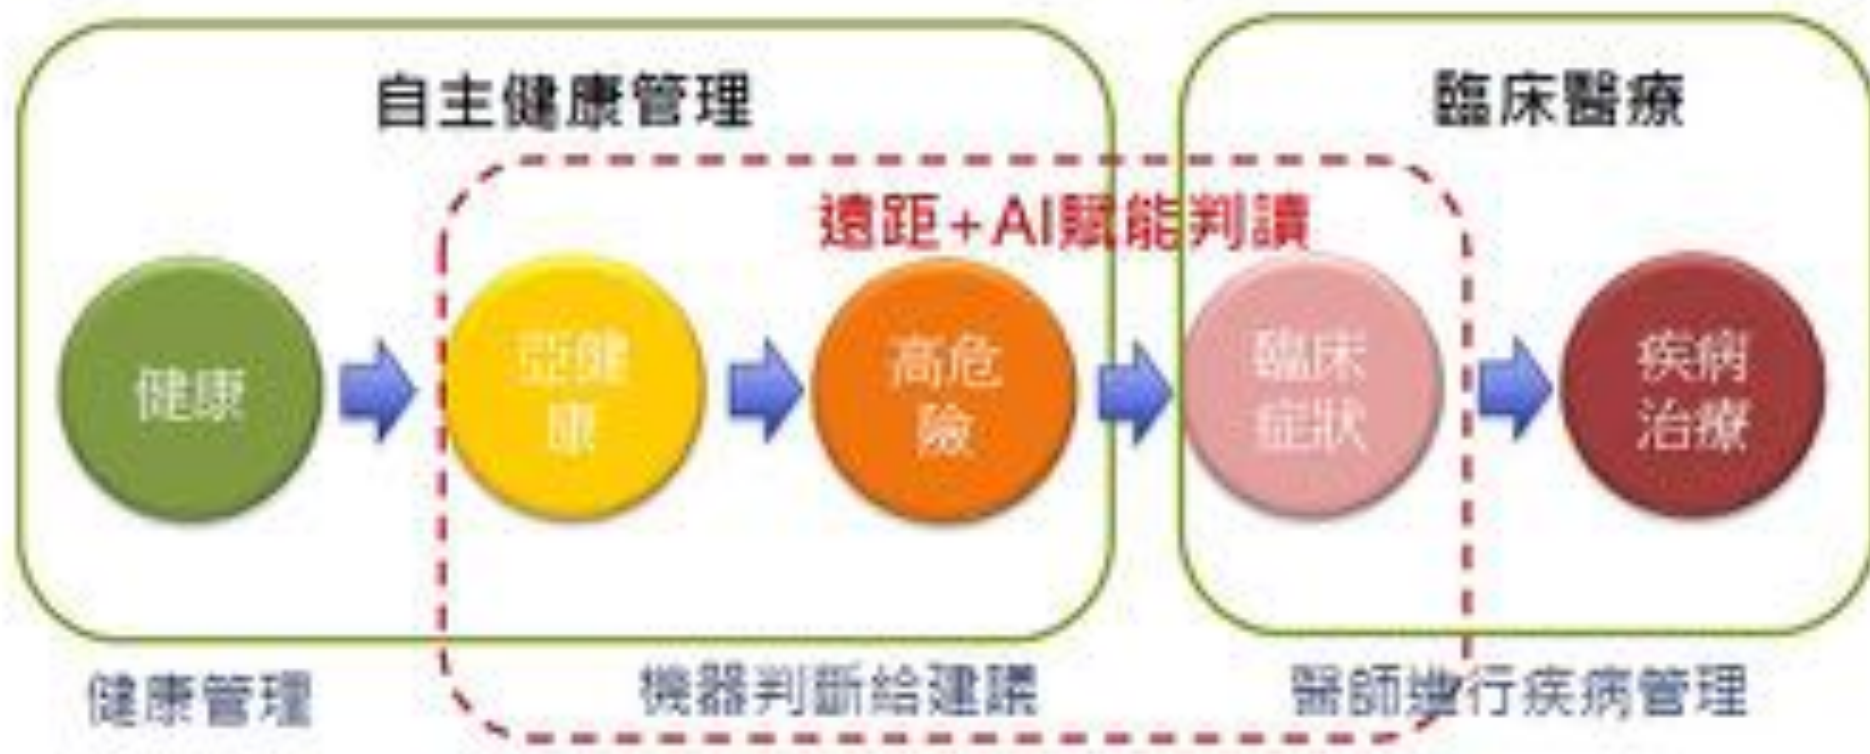 自主健康管理
臨床醫療
遠距+AI賦能判讀
健康
亞健
康
高危
險
臨床
症狀
疾病
治療
健康管理
機器判斷給建議
醫師進行疾病管理